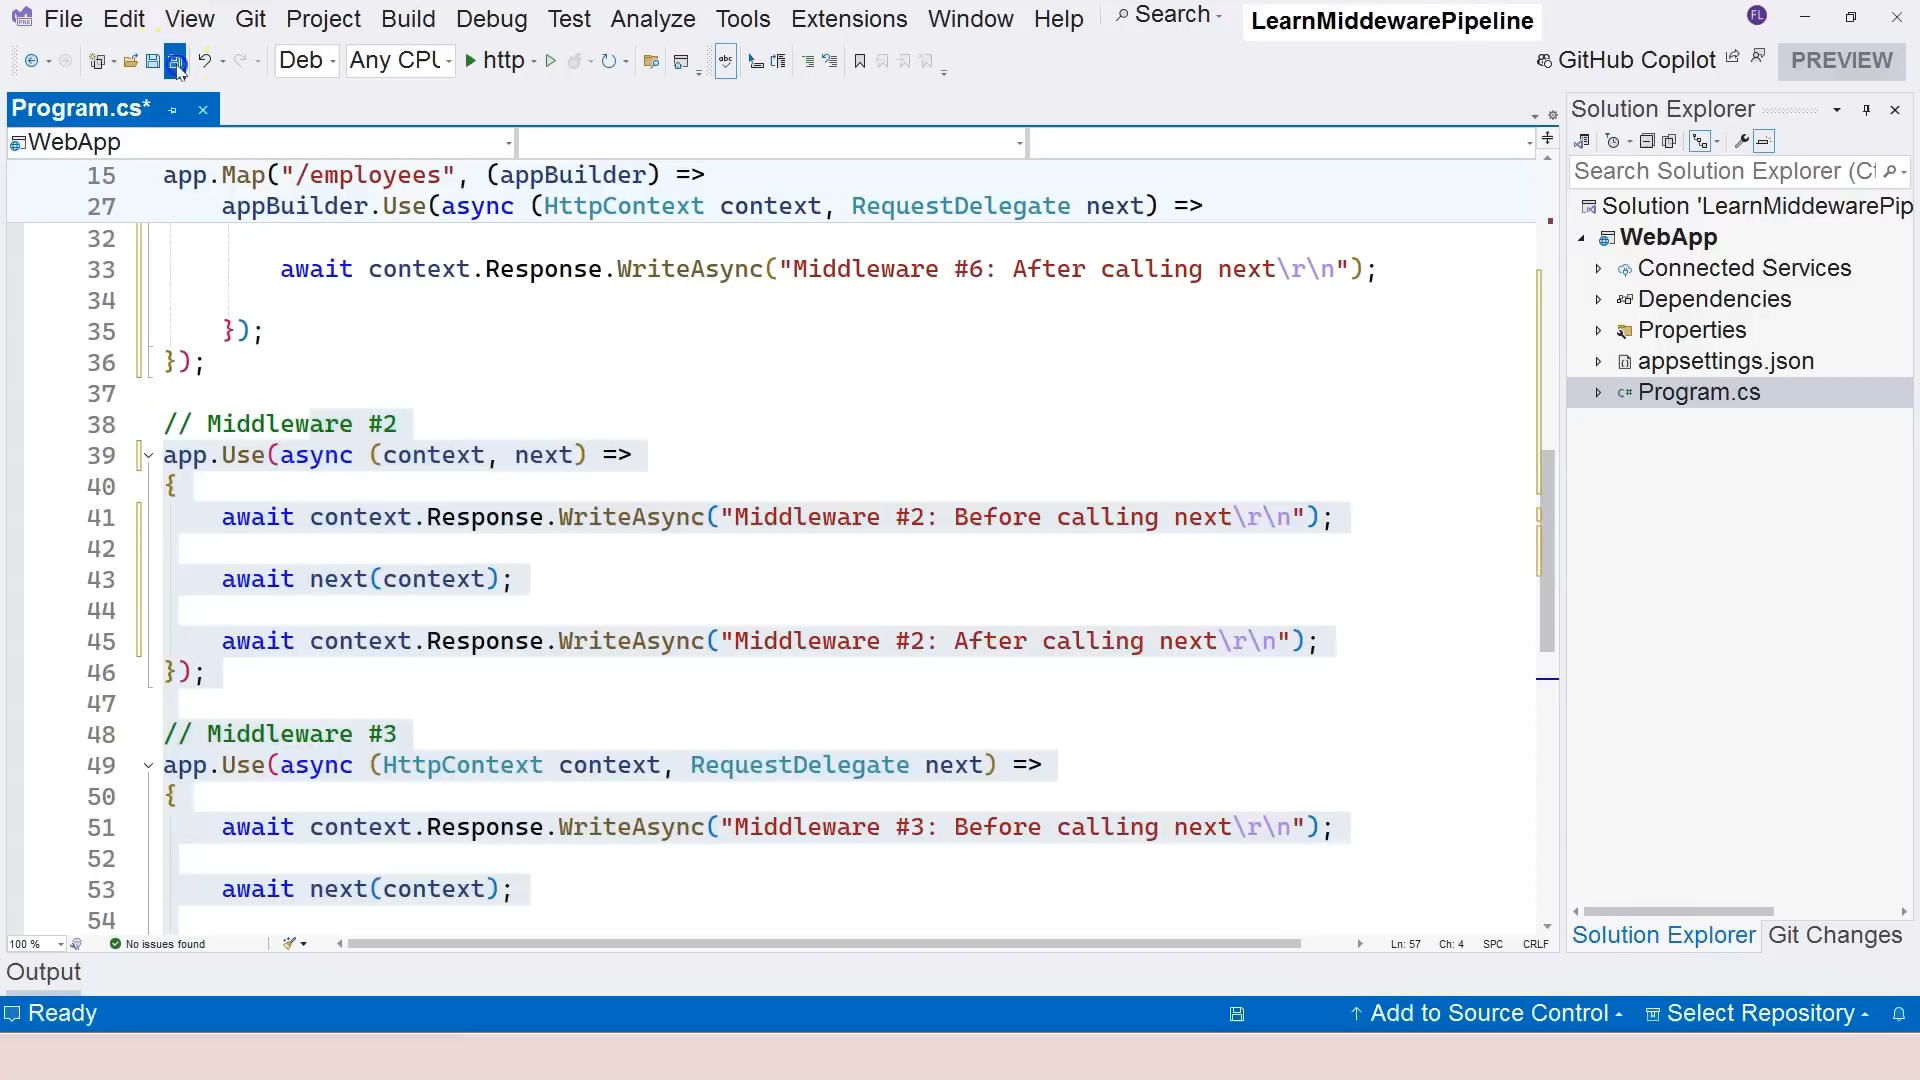 File Edit View Git Project Build Debug Test Analyze Tools Extensions Window Help Search LearnMiddewarePipeline FL
Deb Any CPU http GitHub Copilot PREVIEW
Program.cs*
WebApp
15 app.Map("/employees", (appBuilder) =>
27 appBuilder.Use(async (HttpContext context, RequestDelegate next) =>
32
33 await context.Response.WriteAsync("Middleware #6: After calling next\r\n");
34
35 });
36 });
37
38 // Middleware #2
39 app.Use(async (context, next) =>
40 {
41 await context.Response.WriteAsync("Middleware #2: Before calling next\r\n");
42
43 await next(context);
44
45 await context.Response.WriteAsync("Middleware #2: After calling next\r\n");
46 });
47
48 // Middleware #3
49 app.Use(async (HttpContext context, RequestDelegate next) =>
50 {
51 await context.Response.WriteAsync("Middleware #3: Before calling next\r\n");
52
53 await next(context);
54
100 % No issues found Ln: 57 Ch: 4 SPC CRLF
Solution Explorer
Search Solution Explorer (Ct
Solution 'LearnMiddewarePip
WebApp
Connected Services
Dependencies
Properties
appsettings.json
C# Program.cs
Solution Explorer Git Changes
Output
Ready Add to Source Control Select Repository